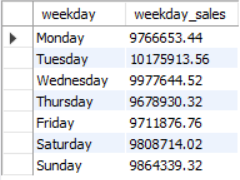 weekday weekday_sales
Monday 9766653.44
Tuesday 10175913.56
Wednesday 9977644.52
Thursday 9678930.32
Friday 9711876.76
Saturday 9808714.02
Sunday 9864339.32